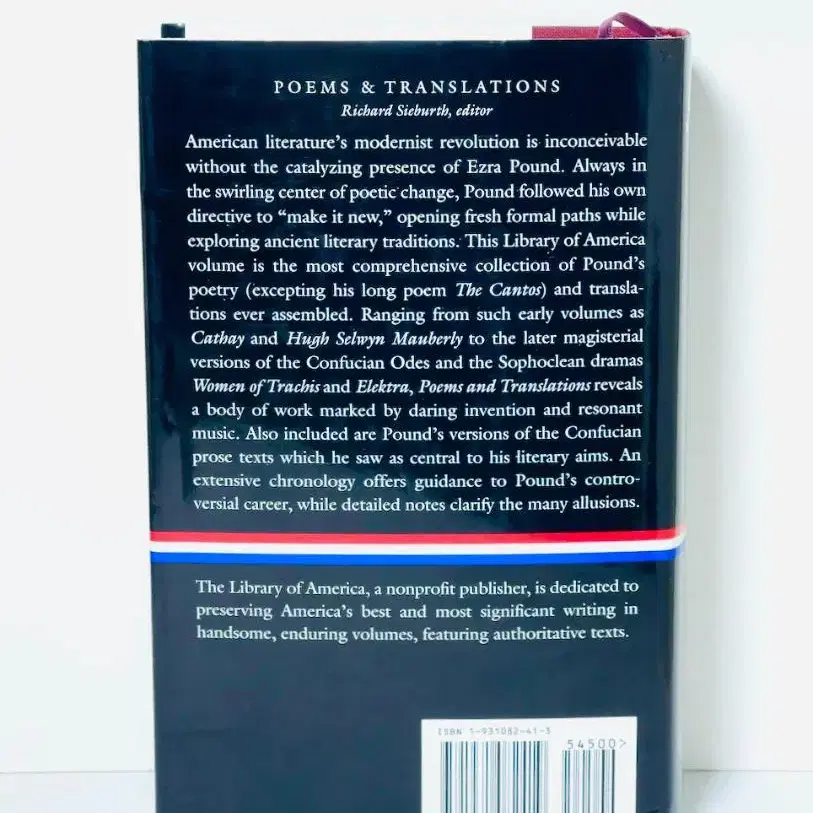 POEMS & TRANSLATIONS
Richard Sieburth, editor
American literature's modernist revolution is inconceivable
without the catalyzing presence of Ezra Pound. Always in
the swirling center of poetic change, Pound followed his own
directive to “make it new,” opening fresh formal paths while
exploring ancient literary traditions. This Library of America
volume is the most comprehensive collection of Pound's
poetry (excepting his long poem The Cantos) and transla-
tions ever assembled. Ranging from such early volumes as
Cathay and Hugh Selwyn Mauberly to the later magisterial
versions of the Confucian Odes and the Sophoclean dramas
Women of Trachis and Elektra, Poems and Translations reveals
a body of work marked by daring invention and resonant
music. Also included are Pound's versions of the Confucian
prose texts which he saw as central to his literary aims. An
extensive chronology offers guidance to Pound's contro-
versial career, while detailed notes clarify the many allusions.
The Library of America, a nonprofit publisher, is dedicated to
preserving America's best and most significant writing in
handsome, enduring volumes, featuring authoritative texts.
ISBN 1-931082-41-3
54500>